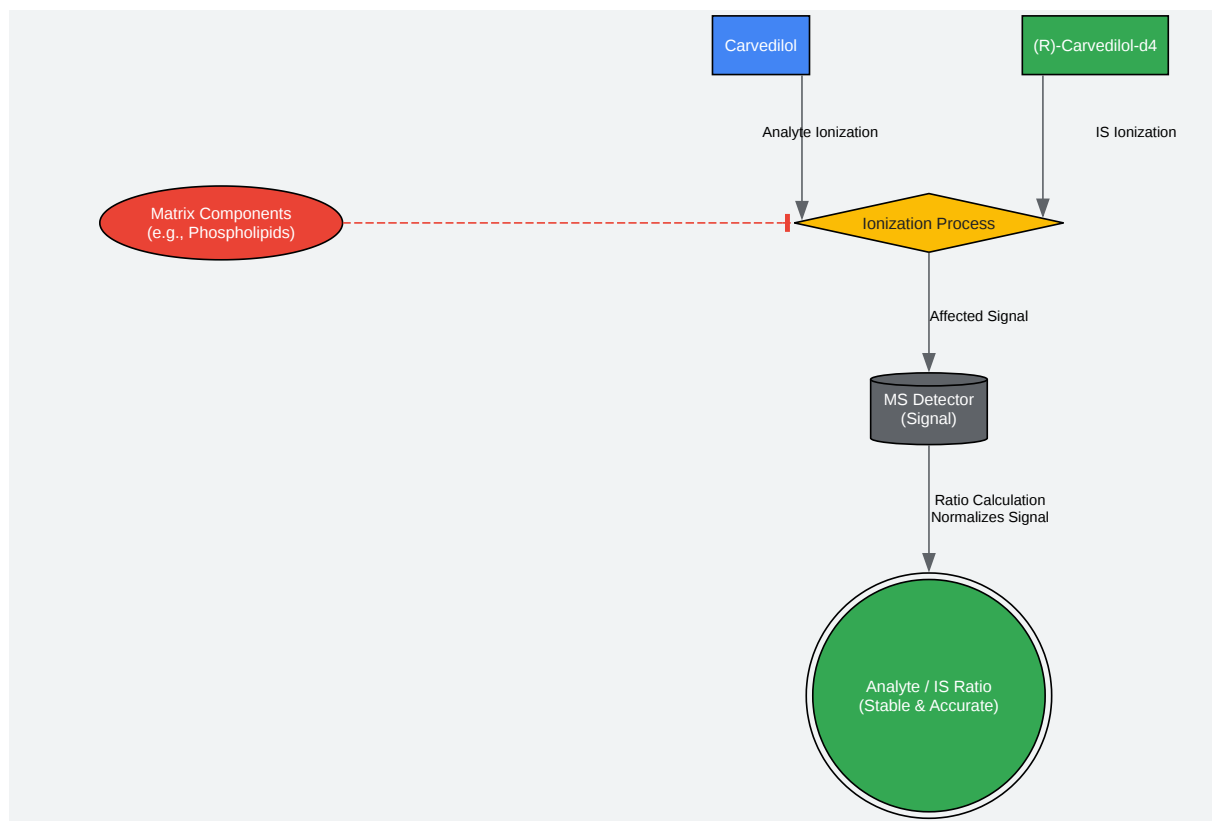 Carvedilol
(R)-Carvedilol-d4
Analyte Ionization
IS Ionization
Matrix Components
(e.g., Phospholipids)
Ionization Process
Affected Signal
MS Detector
(Signal)
Ratio Calculation
Normalizes Signal
Analyte / IS Ratio
(Stable & Accurate)